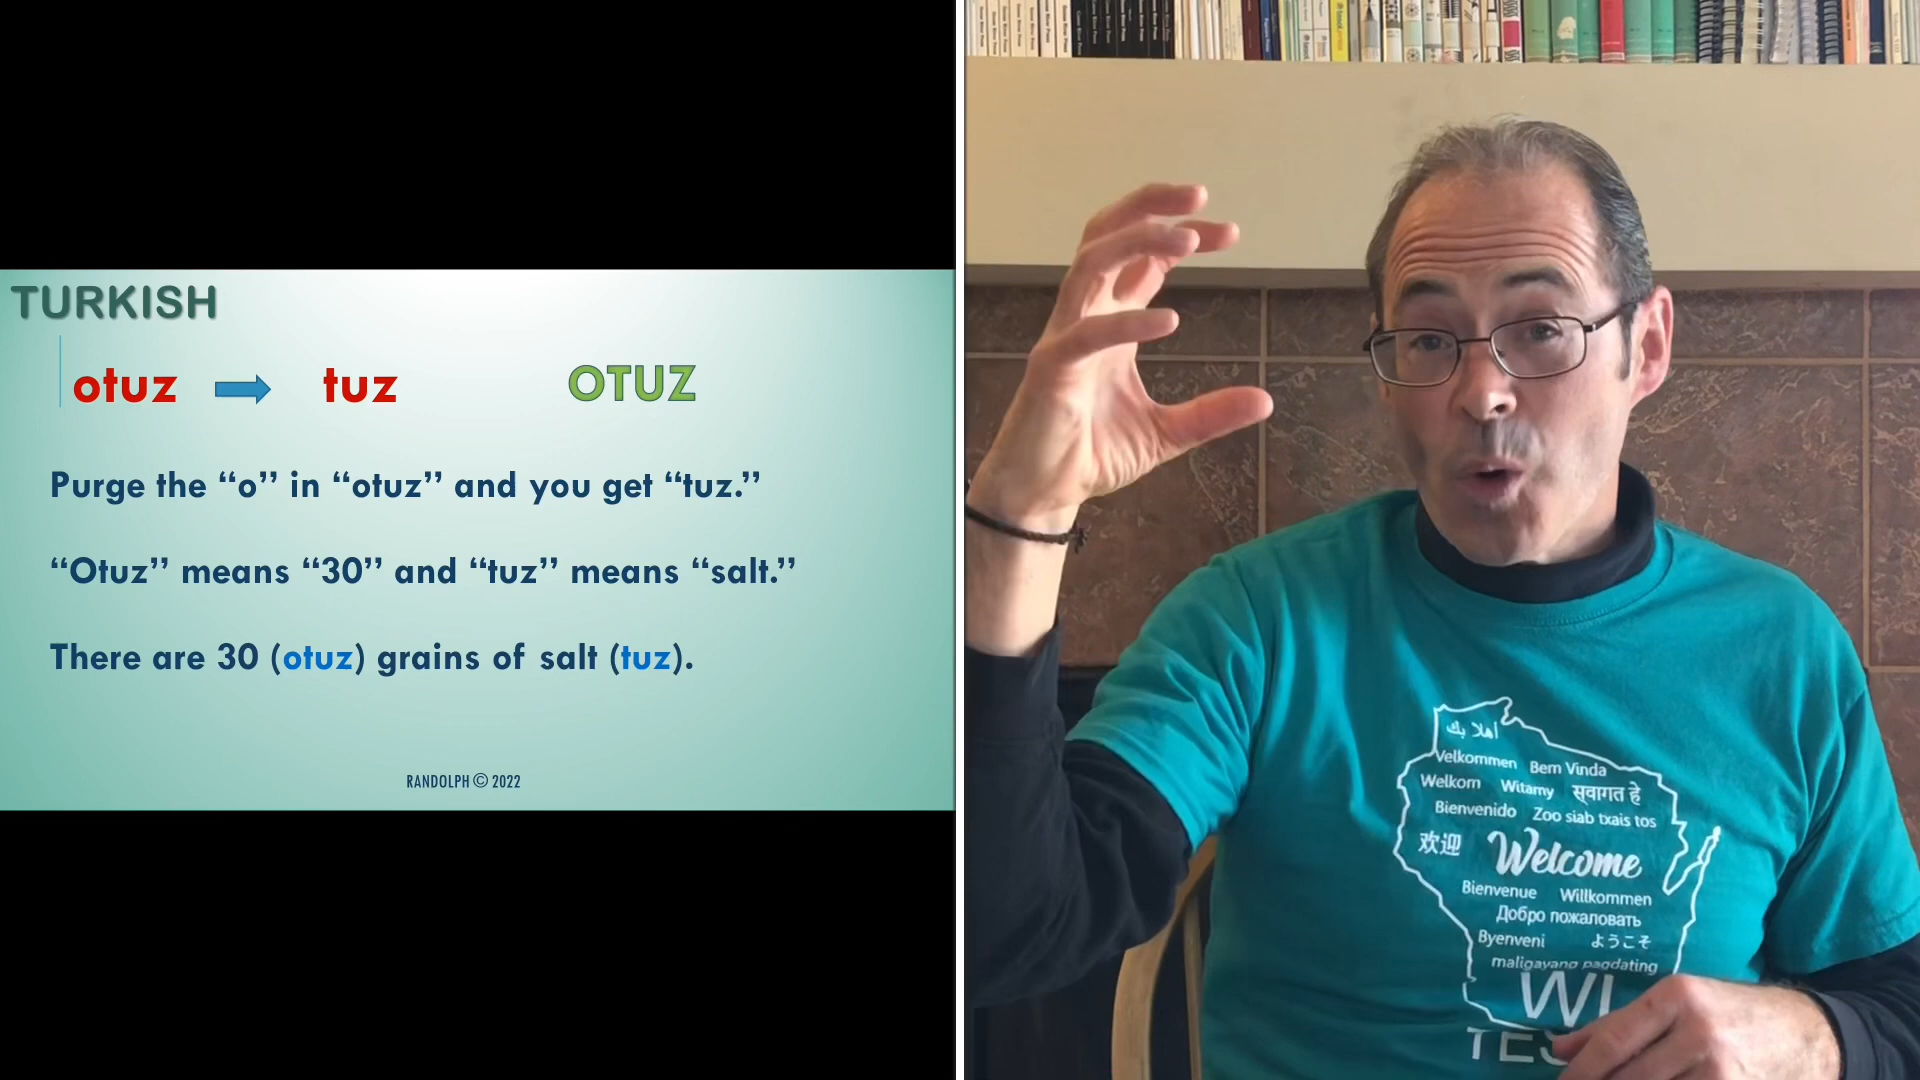 TURKISH
otuz tuz OTUZ
Purge the “o” in “otuz” and you get “tuz.”
“Otuz” means “30” and “tuz” means “salt.”
There are 30 (otuz) grains of salt (tuz).
RANDOLPH © 2022
أهلا بك
Velkommen Bem Vinda
Welkom Witamy स्वागत हे
Bienvenido Zoo siab txais tos
欢迎 Welcome
Bienvenue Willkommen
Добро пожаловать
Byenveni ようこそ
maligayang pagdating
WI